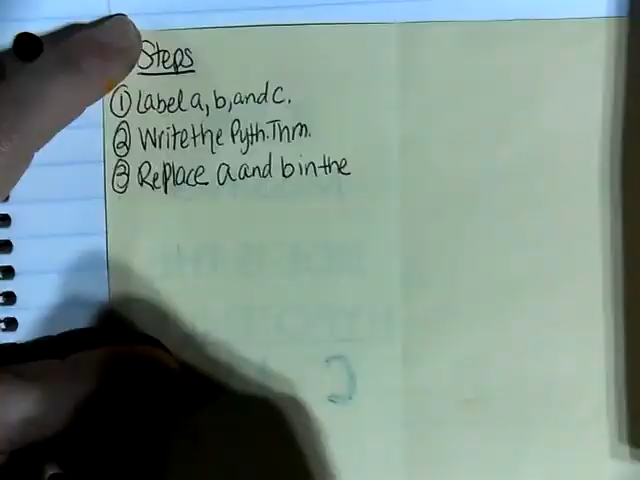 Steps
① Label a, b, and c.
② Write the Pyth. Thm.
③ Replace a and b in the